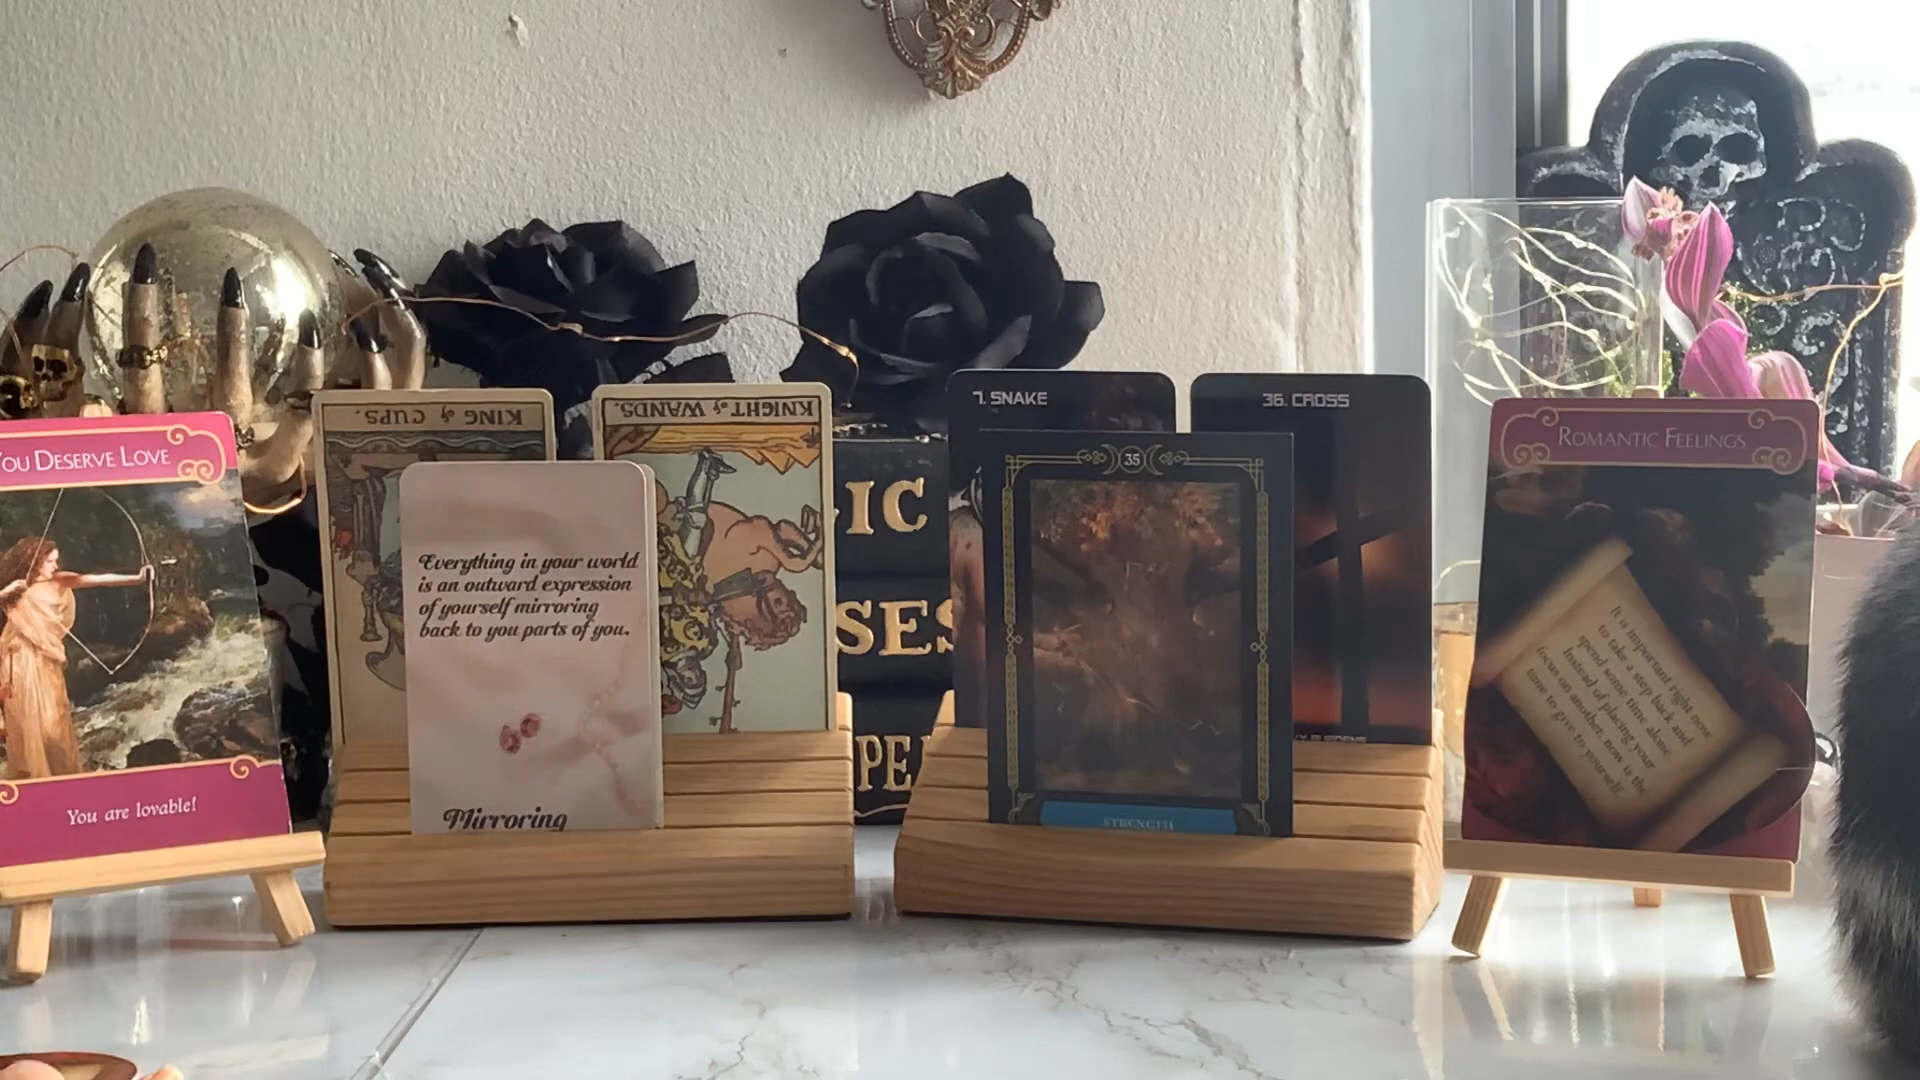 YOU DESERVE LOVE
You are lovable!
KING of CUPS.
KNIGHT of WANDS.
Everything in your world
is an outward expression
of yourself mirroring
back to you parts of you.
Mirroring
IC
SES
PE
7. SNAKE
36. CROSS
35
STRENGTH
ROMANTIC FEELINGS
It is important right now
to take a step back and
spend some time alone.
Instead of placing your
focus on another, now is the
time to give to yourself.